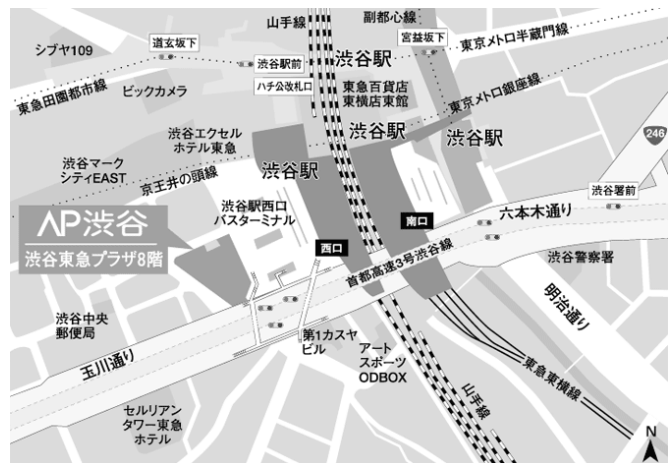 山手線
副都心線
シブヤ109
道玄坂下
渋谷駅前
渋谷駅
宮益坂下
東京メトロ半蔵門線
東急田園都市線
ビックカメラ
ハチ公改札口
東急百貨店
東横店東館
東京メトロ銀座線
渋谷エクセル
ホテル東急
渋谷駅
渋谷駅
渋谷駅
246
渋谷マーク
シティEAST
京王井の頭線
渋谷署前
AP渋谷
渋谷東急プラザ8階
渋谷駅西口
バスターミナル
西口
南口
六本木通り
首都高速3号渋谷線
渋谷警察署
明治通り
渋谷中央
郵便局
玉川通り
第1カスヤ
ビル
アート
スポーツ
ODBOX
東急東横線
山手線
セルリアン
タワー東急
ホテル
N